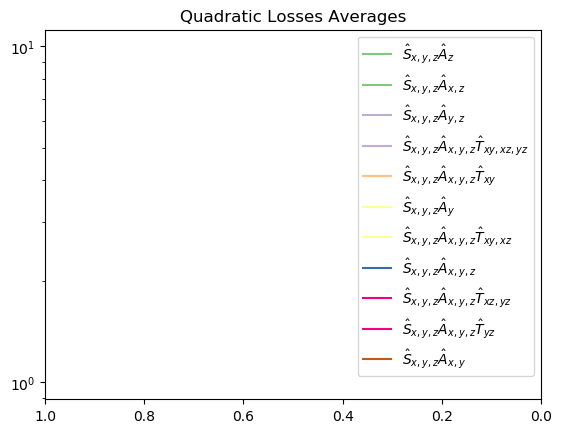 Quadratic Losses Averages
10¹
10⁰
1.0 0.8 0.6 0.4 0.2 0.0
Ŝx,y,zÂz
Ŝx,y,zÂx,z
Ŝx,y,zÂy,z
Ŝx,y,zÂx,y,zT̂xy,xz,yz
Ŝx,y,zÂx,y,zT̂xy
Ŝx,y,zÂy
Ŝx,y,zÂx,y,zT̂xy,xz
Ŝx,y,zÂx,y,z
Ŝx,y,zÂx,y,zT̂xz,yz
Ŝx,y,zÂx,y,zT̂yz
Ŝx,y,zÂx,y